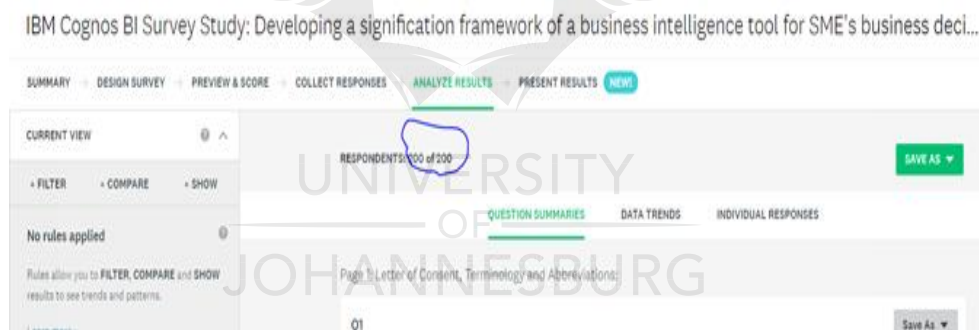 IBM Cognos BI Survey Study: Developing a signification framework of a business intelligence tool for SME's business deci...
SUMMARY DESIGN SURVEY PREVIEW & SCORE COLLECT RESPONSES ANALYZE RESULTS PRESENT RESULTS NEW!
CURRENT VIEW
RESPONDENTS: 200 of 200
SAVE AS
+ FILTER + COMPARE + SHOW
UNIVERSITY
QUESTION SUMMARIES DATA TRENDS INDIVIDUAL RESPONSES
OF
No rules applied
JOHANNESBURG
Rules allow you to FILTER, COMPARE and SHOW
results to see trends and patterns.
Page 1: Letter of Consent, Terminology and Abbreviations:
Q1
Save As